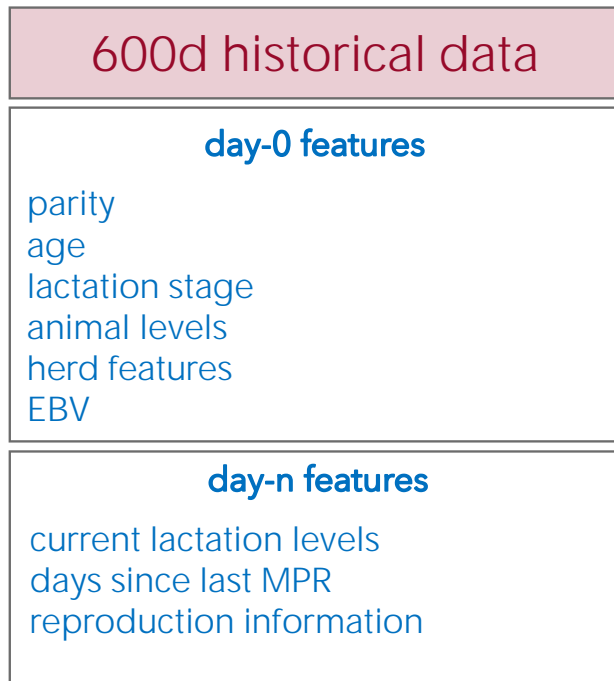 600d historical data
day-0 features
parity
age
lactation stage
animal levels
herd features
EBV
day-n features
current lactation levels
days since last MPR
reproduction information